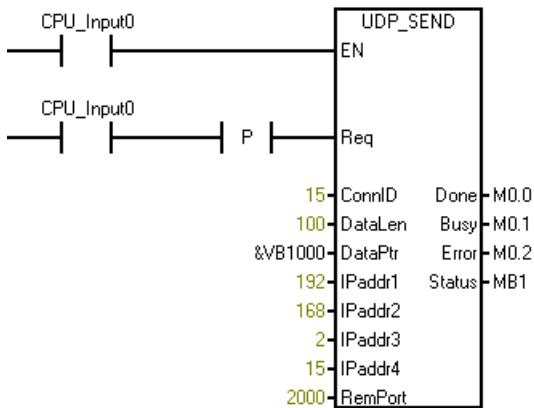 CPU_Input0 UDP_SEND
EN
CPU_Input0
P Req
15 ConnID Done M0.0
100 DataLen Busy M0.1
&VB1000 DataPtr Error M0.2
192 IPaddr1 Status MB1
168 IPaddr2
2 IPaddr3
15 IPaddr4
2000 RemPort